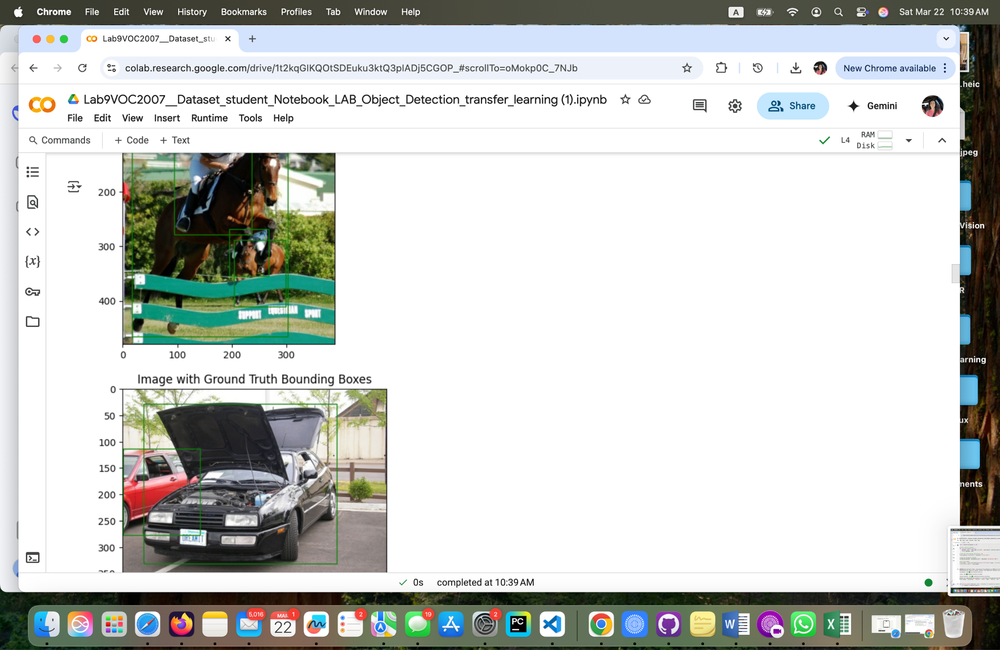 Chrome File Edit View History Bookmarks Profiles Tab Window Help
A
Sat Mar 22 10:39 AM
Lab9VOC2007__Dataset_stu
colab.research.google.com/drive/1t2kqGlKQOtSDEuku3ktQ3plADj5CGOP_#scrollTo=oMokp0C_7NJb
New Chrome available
.heic
Lab9VOC2007__Dataset_student_Notebook_LAB_Object_Detection_transfer_learning (1).ipynb
Share
Gemini
File Edit View Insert Runtime Tools Help
Commands
+ Code + Text
L4
RAM
Disk
jpeg
Vision
R
arning
ux
ments
{x}
200
300
400
SUPPORT EQUESTRIAN SPORT
0 100 200 300
Image with Ground Truth Bounding Boxes
0
50
100
150
200
250
300
350
DREAMIT
0s completed at 10:39 AM
5,016
MAR 1
22
2
19
2
PC
W
X